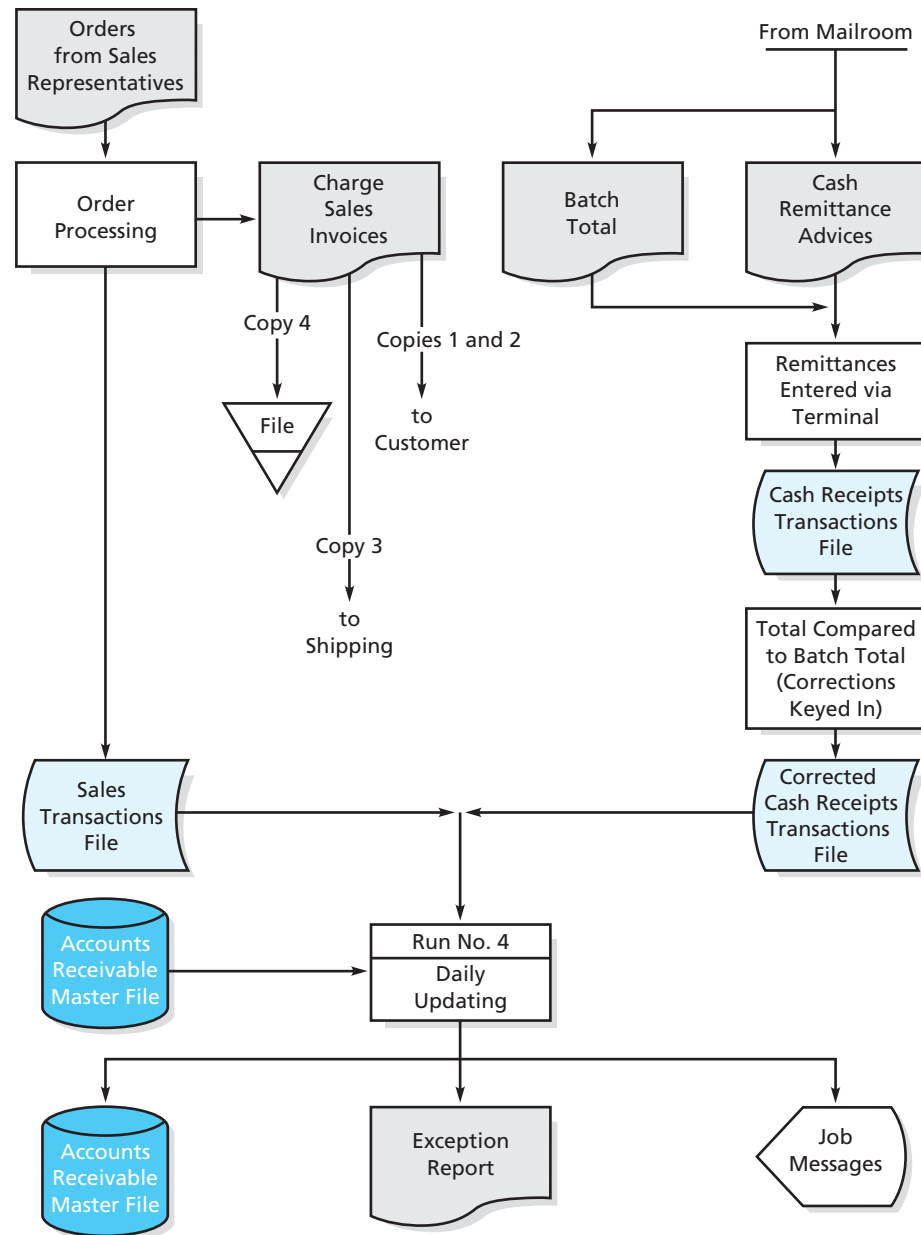 Orders
from Sales
Representatives
From Mailroom
Order
Processing
Charge
Sales
Invoices
Batch
Total
Cash
Remittance
Advices
Copy 4
Copies 1 and 2
File
to
Customer
Remittances
Entered via
Terminal
Copy 3
to
Shipping
Cash Receipts
Transactions
File
Total Compared
to Batch Total
(Corrections
Keyed In)
Sales
Transactions
File
Corrected
Cash Receipts
Transactions
File
Accounts
Receivable
Master File
Run No. 4
Daily
Updating
Accounts
Receivable
Master File
Exception
Report
Job
Messages